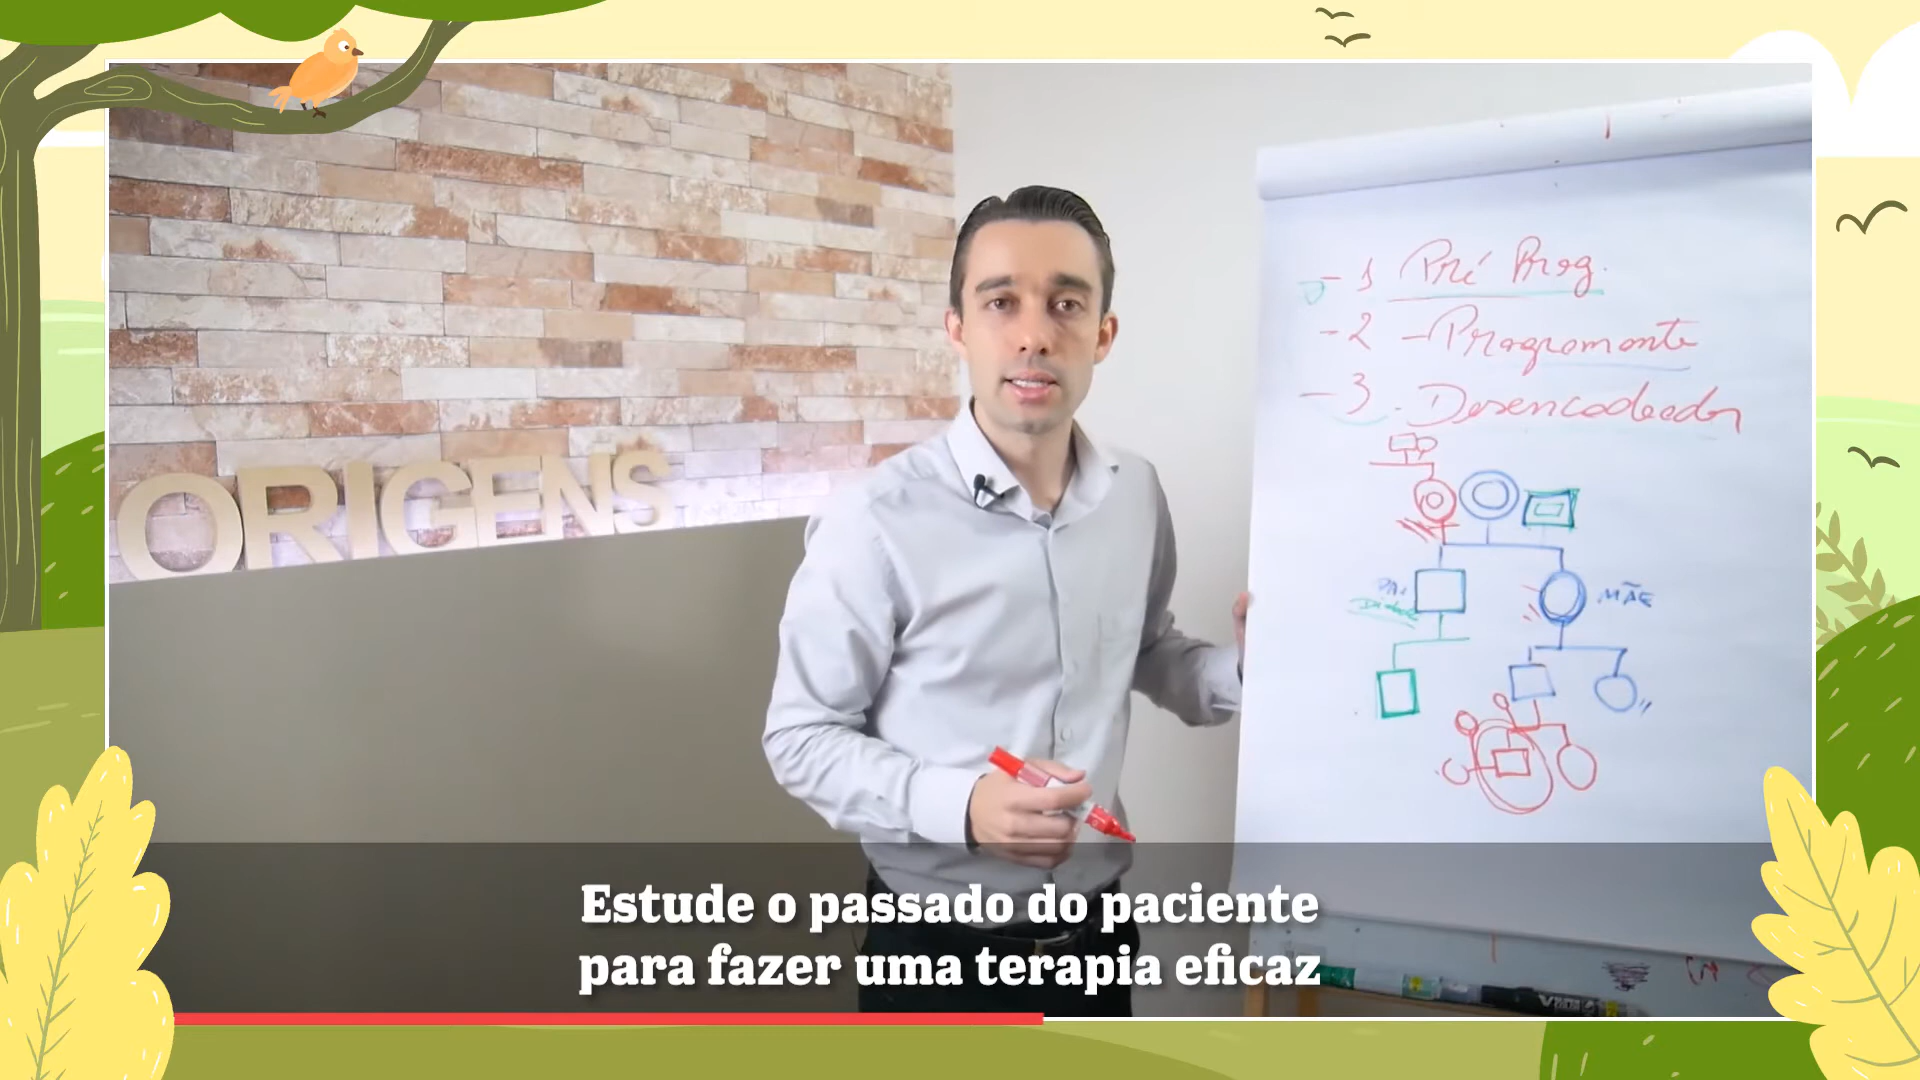 ORIGENS
- 1 Pré Prog.
- 2 - Programante
- 3. Desencadeador
PAI
MÃE
Estude o passado do paciente
para fazer uma terapia eficaz